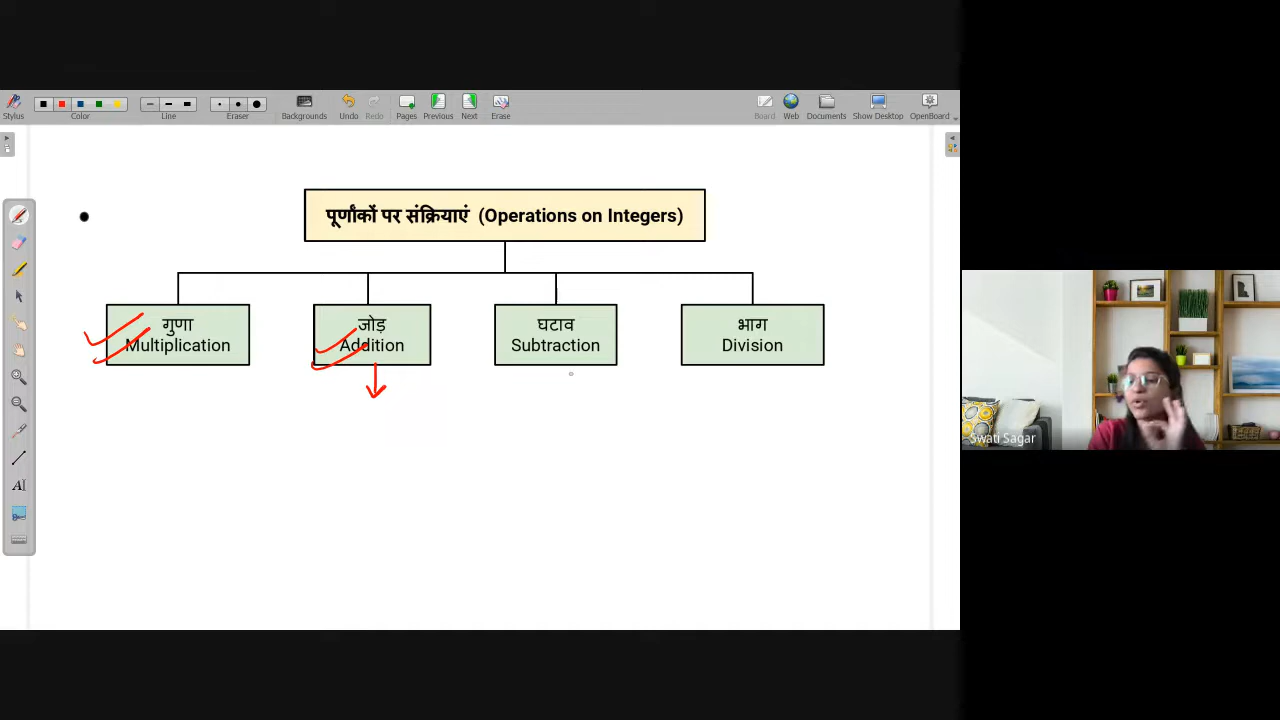 Stylus
Color
Line
Eraser
Backgrounds
Undo
Redo
Pages
Previous
Next
Erase
Board
Web
Documents
Show Desktop
OpenBoard
पूर्णांकों पर संक्रियाएं (Operations on Integers)
गुणा
Multiplication
जोड़
Addition
घटाव
Subtraction
भाग
Division
Swati Sagar